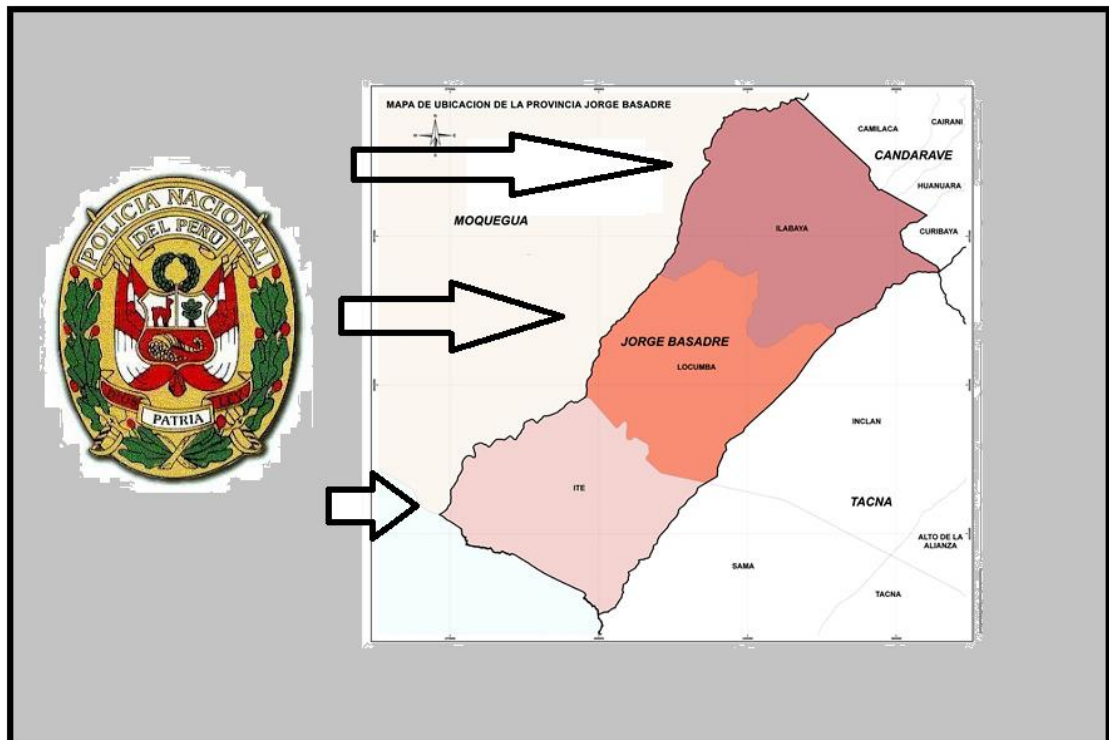 POLICIA NACIONAL
DEL PERU
PATRIA
MAPA DE UBICACION DE LA PROVINCIA JORGE BASADRE
CAMILACA
CAIRANI
CANDARAVE
HUANUARA
MOQUEGUA
ILABAYA
CURIBAYA
JORGE BASADRE
LOCUMBA
INCLAN
ITE
TACNA
ALTO DE LA
ALIANZA
SAMA
TACNA